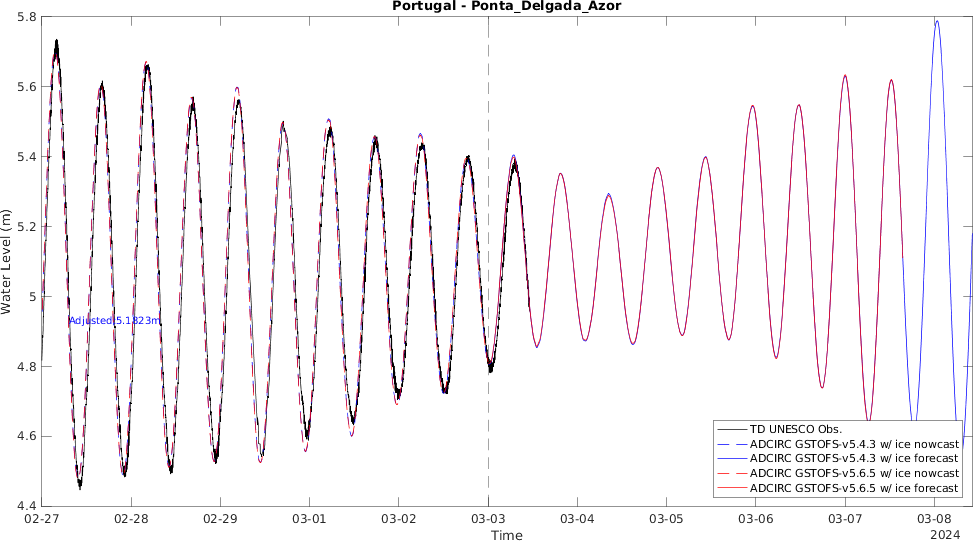 Portugal - Ponta_Delgada_Azor
5.8
5.6
5.4
5.2
5
4.8
4.6
4.4
Water Level (m)
Adjusted:5.1823m
TD UNESCO Obs.
ADCIRC GSTOFS-v5.4.3 w/ ice nowcast
ADCIRC GSTOFS-v5.4.3 w/ ice forecast
ADCIRC GSTOFS-v5.6.5 w/ ice nowcast
ADCIRC GSTOFS-v5.6.5 w/ ice forecast
02-27 02-28 02-29 03-01 03-02 03-03 03-04 03-05 03-06 03-07 03-08
Time
2024